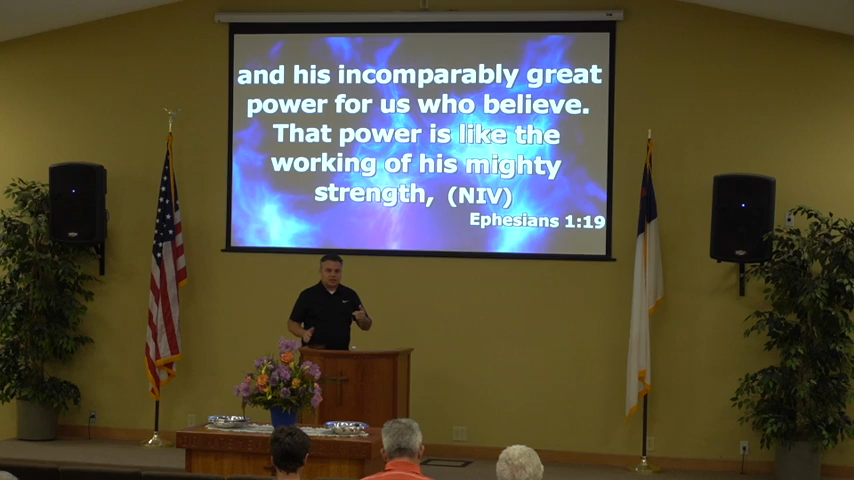 and his incomparably great
power for us who believe.
That power is like the
working of his mighty
strength, (NIV)
Ephesians 1:19